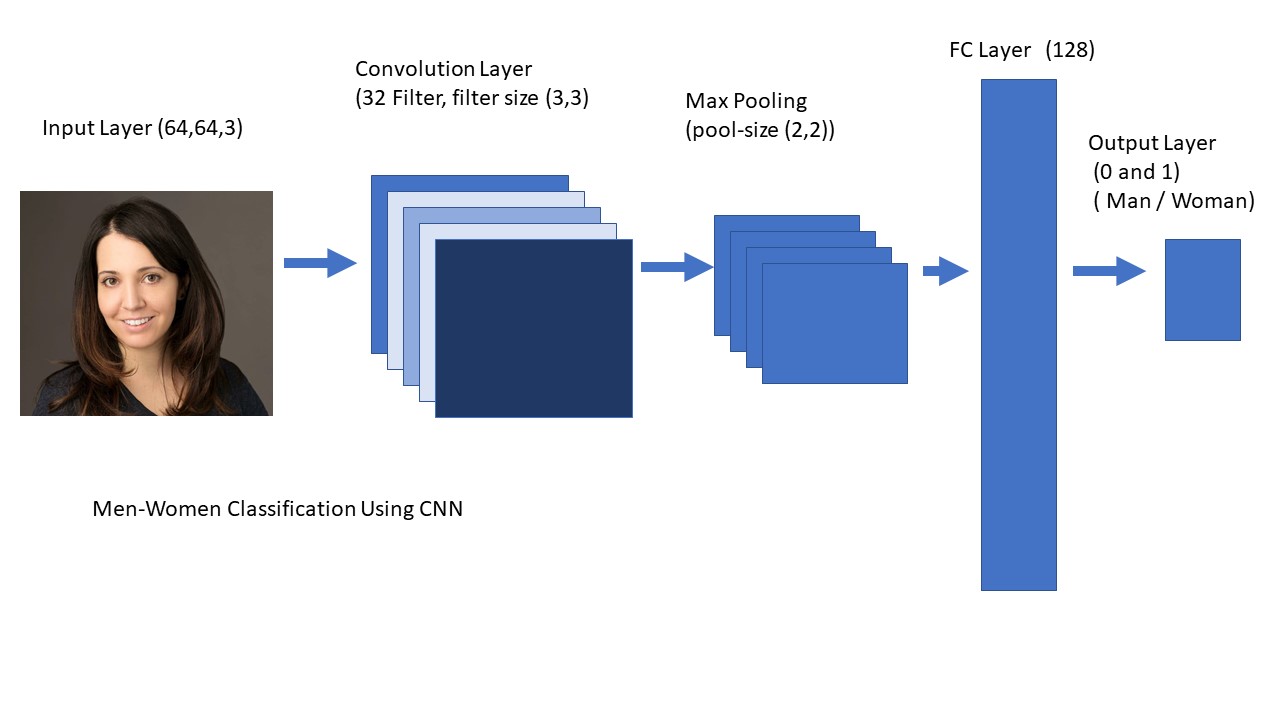 Input Layer (64,64,3)
Convolution Layer
(32 Filter, filter size (3,3)
Max Pooling
(pool-size (2,2))
FC Layer (128)
Output Layer
(0 and 1)
( Man / Woman)
Men-Women Classification Using CNN